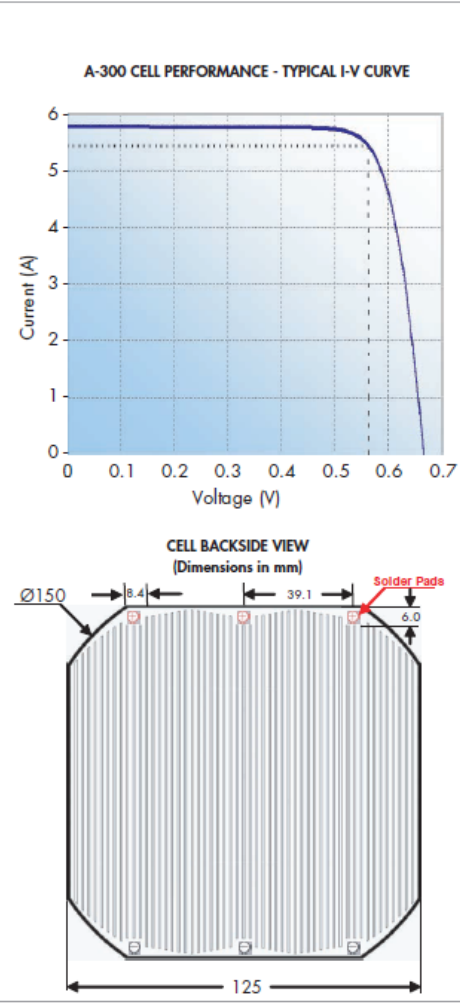 A-300 CELL PERFORMANCE - TYPICAL I-V CURVE
6
5
4
3
2
1
0
Current (A)
0 0.1 0.2 0.3 0.4 0.5 0.6 0.7
Voltage (V)
CELL BACKSIDE VIEW
(Dimensions in mm)
Solder Pads
Ø150
8.4
39.1
6.0
+ + +
- - -
125